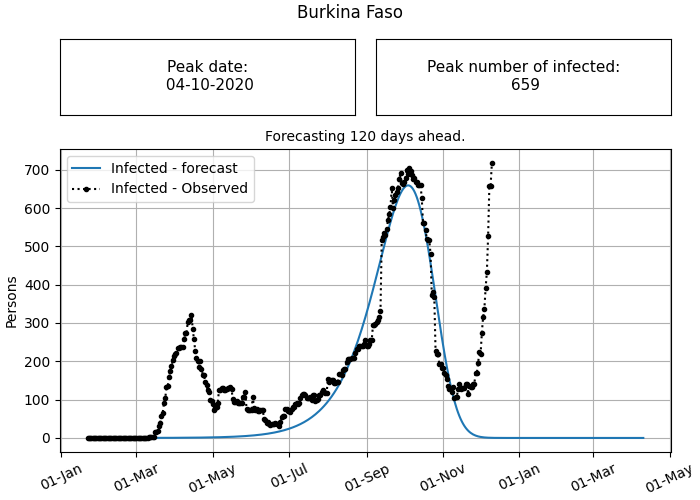 Burkina Faso
Peak date:
04-10-2020
Peak number of infected:
659
Forecasting 120 days ahead.
Infected - forecast
Infected - Observed
Persons
700
600
500
400
300
200
100
0
01-Jan
01-Mar
01-May
01-Jul
01-Sep
01-Nov
01-Jan
01-Mar
01-May